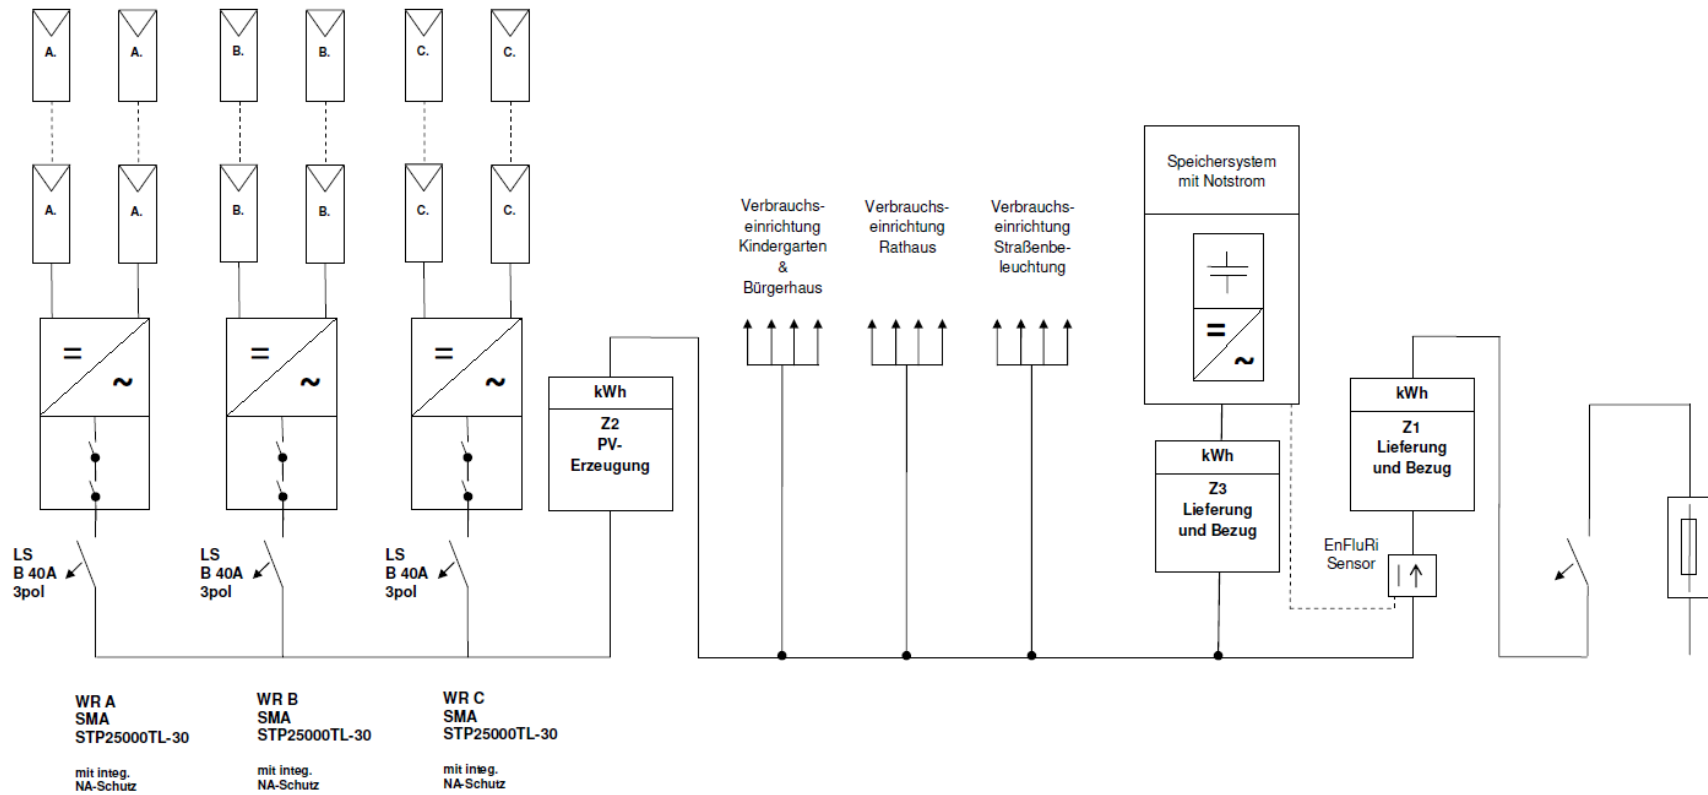 A.
A.
B.
B.
C.
C.
A.
A.
B.
B.
C.
C.
Speichersystem
mit Notstrom
Verbrauchs-
einrichtung
Kindergarten
&
Bürgerhaus
Verbrauchs-
einrichtung
Rathaus
Verbrauchs-
einrichtung
Straßenbe-
leuchtung
=
~
=
~
=
~
=
~
kWh
Z2
PV-
Erzeugung
kWh
Z3
Lieferung
und Bezug
kWh
Z1
Lieferung
und Bezug
EnFluRi
Sensor
LS
B 40A
3pol
LS
B 40A
3pol
LS
B 40A
3pol
WR A
SMA
STP25000TL-30
mit integ.
NA-Schutz
WR B
SMA
STP25000TL-30
mit integ.
NA-Schutz
WR C
SMA
STP25000TL-30
mit integ.
NA-Schutz